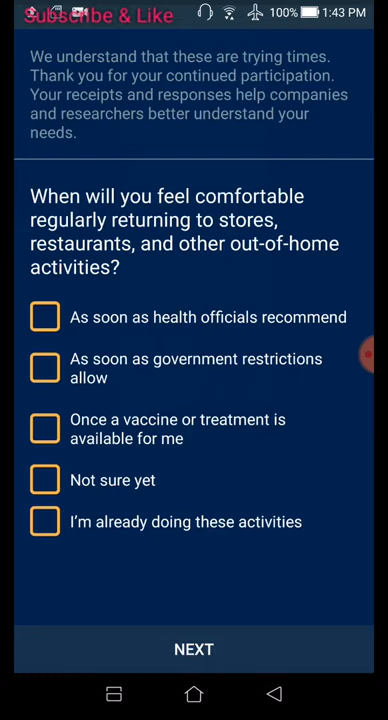 Subscribe & Like
100% 1:43 PM
We understand that these are trying times.
Thank you for your continued participation.
Your receipts and responses help companies
and researchers better understand your
needs.
When will you feel comfortable
regularly returning to stores,
restaurants, and other out-of-home
activities?
As soon as health officials recommend
As soon as government restrictions
allow
Once a vaccine or treatment is
available for me
Not sure yet
I'm already doing these activities
NEXT